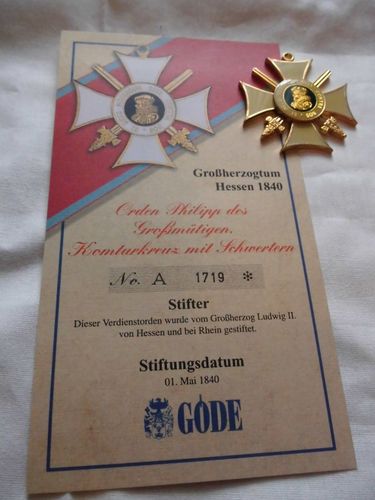 Großherzogtum
Hessen 1840
Orden Philipp des
Großmütigen,
Komturkreuz mit Schwertern
No. A 1719 *
Stifter
Dieser Verdienstorden wurde vom Großherzog Ludwig II.
von Hessen und bei Rhein gestiftet.
Stiftungsdatum
01. Mai 1840
GÖDE